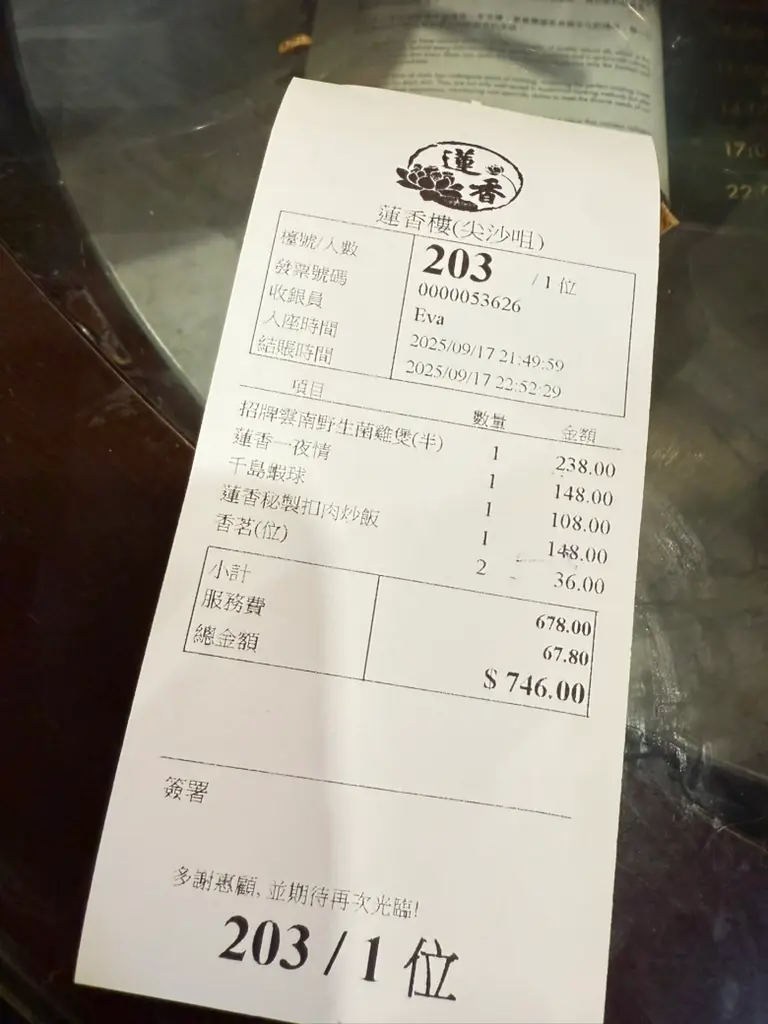 17:
22:
蓮香
蓮香樓(尖沙咀)
檯號/人數 203 / 1 位
發票號碼 0000053626
收銀員 Eva
入座時間 2025/09/17 21:49:59
結賬時間 2025/09/17 22:52:29
項目 數量 金額
招牌雲南野生菌雞煲(半) 1 238.00
蓮香一夜情 1 148.00
千島蝦球 1 108.00
蓮香秘製扣肉炒飯 1 148.00
香茗(位) 2 36.00
小計 678.00
服務費 67.80
總金額 $ 746.00
簽署
多謝惠顧, 並期待再次光臨!
203 / 1 位